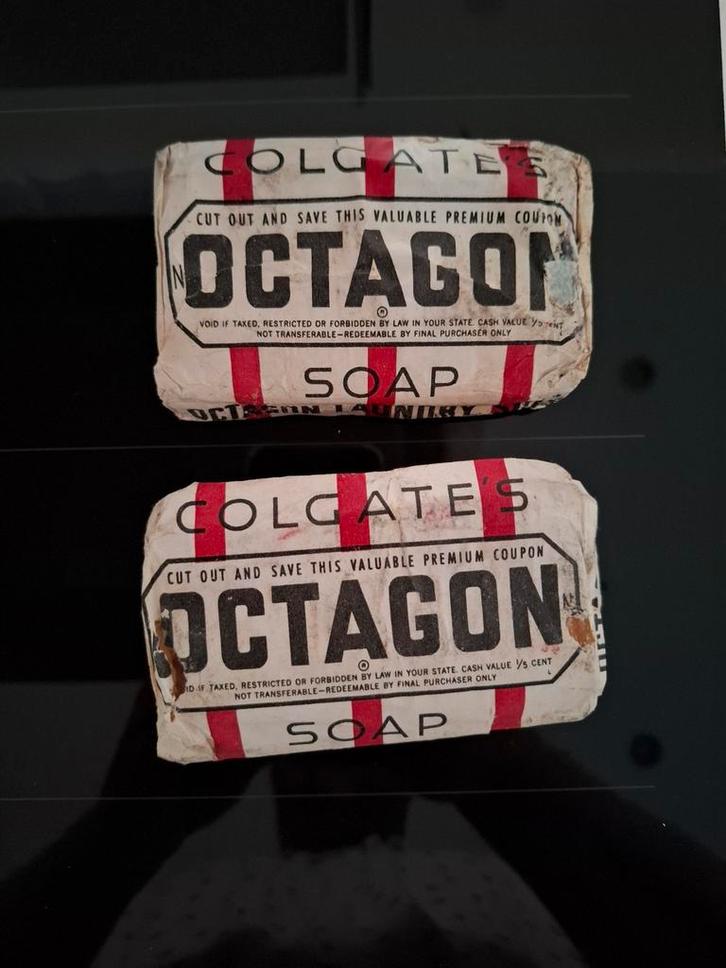 COLGATE'S
CUT OUT AND SAVE THIS VALUABLE PREMIUM COUPON
N OCTAGON
®
VOID IF TAXED, RESTRICTED OR FORBIDDEN BY LAW IN YOUR STATE. CASH VALUE 1/5 CENT
NOT TRANSFERABLE—REDEEMABLE BY FINAL PURCHASER ONLY
SOAP
OCTAGON LAUNDRY
COLGATE'S
CUT OUT AND SAVE THIS VALUABLE PREMIUM COUPON
OCTAGON N
®
IF TAXED, RESTRICTED OR FORBIDDEN BY LAW IN YOUR STATE. CASH VALUE 1/5 CENT
NOT TRANSFERABLE—REDEEMABLE BY FINAL PURCHASER ONLY
SOAP